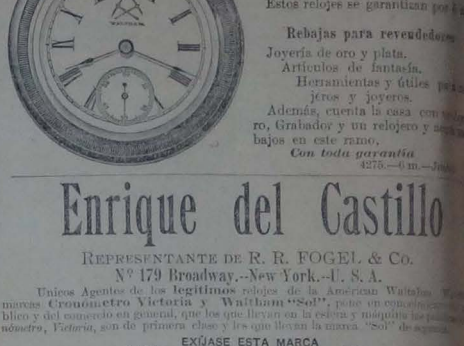 Estos relojes se garantizan por
Rebajas para revendedores
Joyería de oro y plata.
Artículos de fantasía.
Herramientas y útiles
jeros y joyeros.
Además, cuenta la casa con
ro, Grabador y un relojero y
bajos en este ramo.
Con toda garantía
4275.—6 m.—
Enrique del Castillo
REPRESENTANTE DE R. R. FOGEL & Co.
Nº 179 Broadway.--New York.--U. S. A.
Unicos Agentes de los legítimos relojes de la American Waltham
marcas Cronómetro Victoria y Waltham "Sol", pone en
blico y del comercio en general, que los que llevan en la esfera y máquina
nómetro, Victoria, son de primera clase y los que llevan la marca "Sol" de
EXÍJASE ESTA MARCA